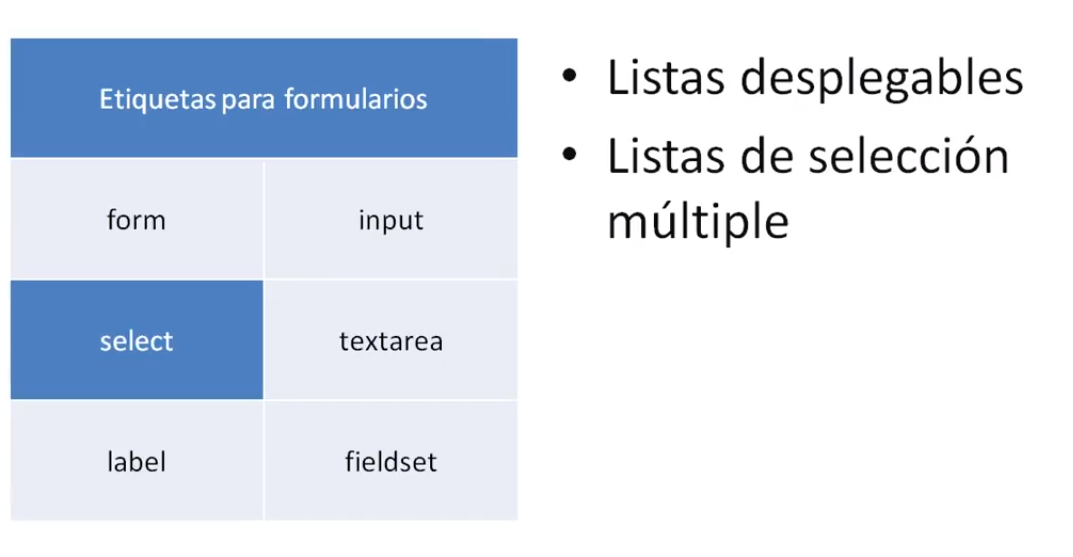 Etiquetas para formularios
form input
select textarea
label fieldset
• Listas desplegables
• Listas de selección
múltiple